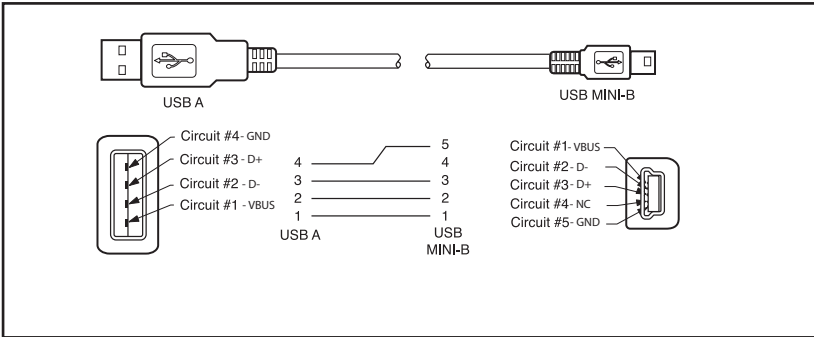 USB A
USB MINI-B
Circuit #4- GND
Circuit #3 - D+
Circuit #2 - D-
Circuit #1 - VBUS
4
3
2
1
USB A
5
4
3
2
1
USB
MINI-B
Circuit #1- VBUS
Circuit #2- D-
Circuit #3- D+
Circuit #4- NC
Circuit #5- GND